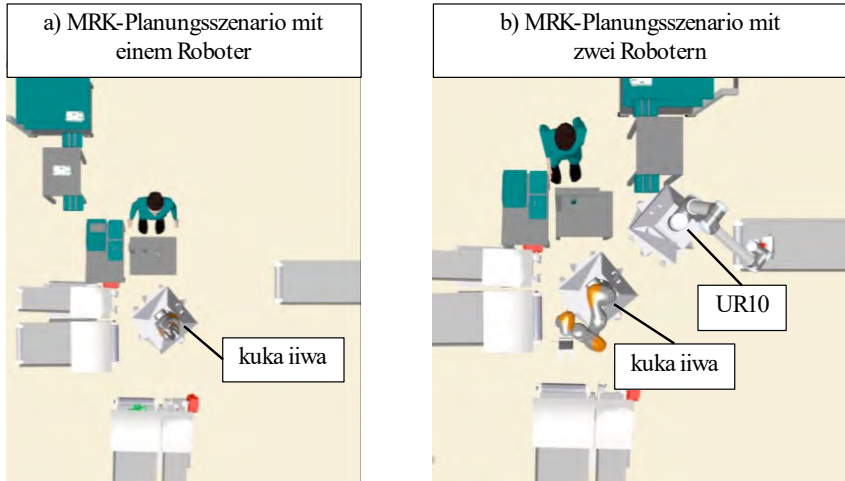 a) MRK-Planungsszenario mit
einem Roboter
b) MRK-Planungsszenario mit
zwei Robotern
UR10
kuka iiwa
kuka iiwa